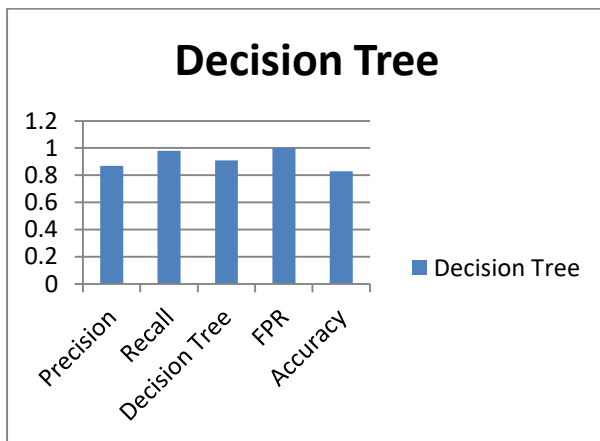 Decision Tree
1.2
1
0.8
0.6
0.4
0.2
0
Precision
Recall
Decision Tree
FPR
Accuracy
Decision Tree